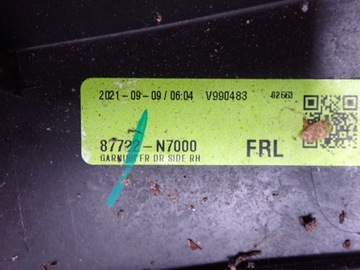 2021-09-09 / 06:04 V990483 02663
87722-N7000 FRL
GARNISH FR DR SIDE RH